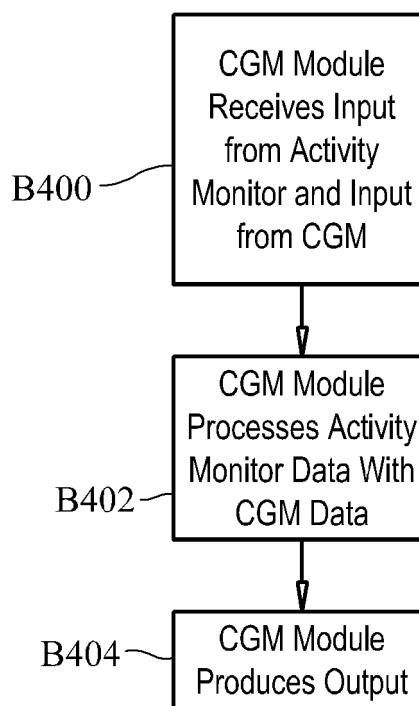 CGM Module
Receives Input
from Activity
Monitor and Input
from CGM
B400
CGM Module
Processes Activity
Monitor Data With
CGM Data
B402
CGM Module
Produces Output
B404